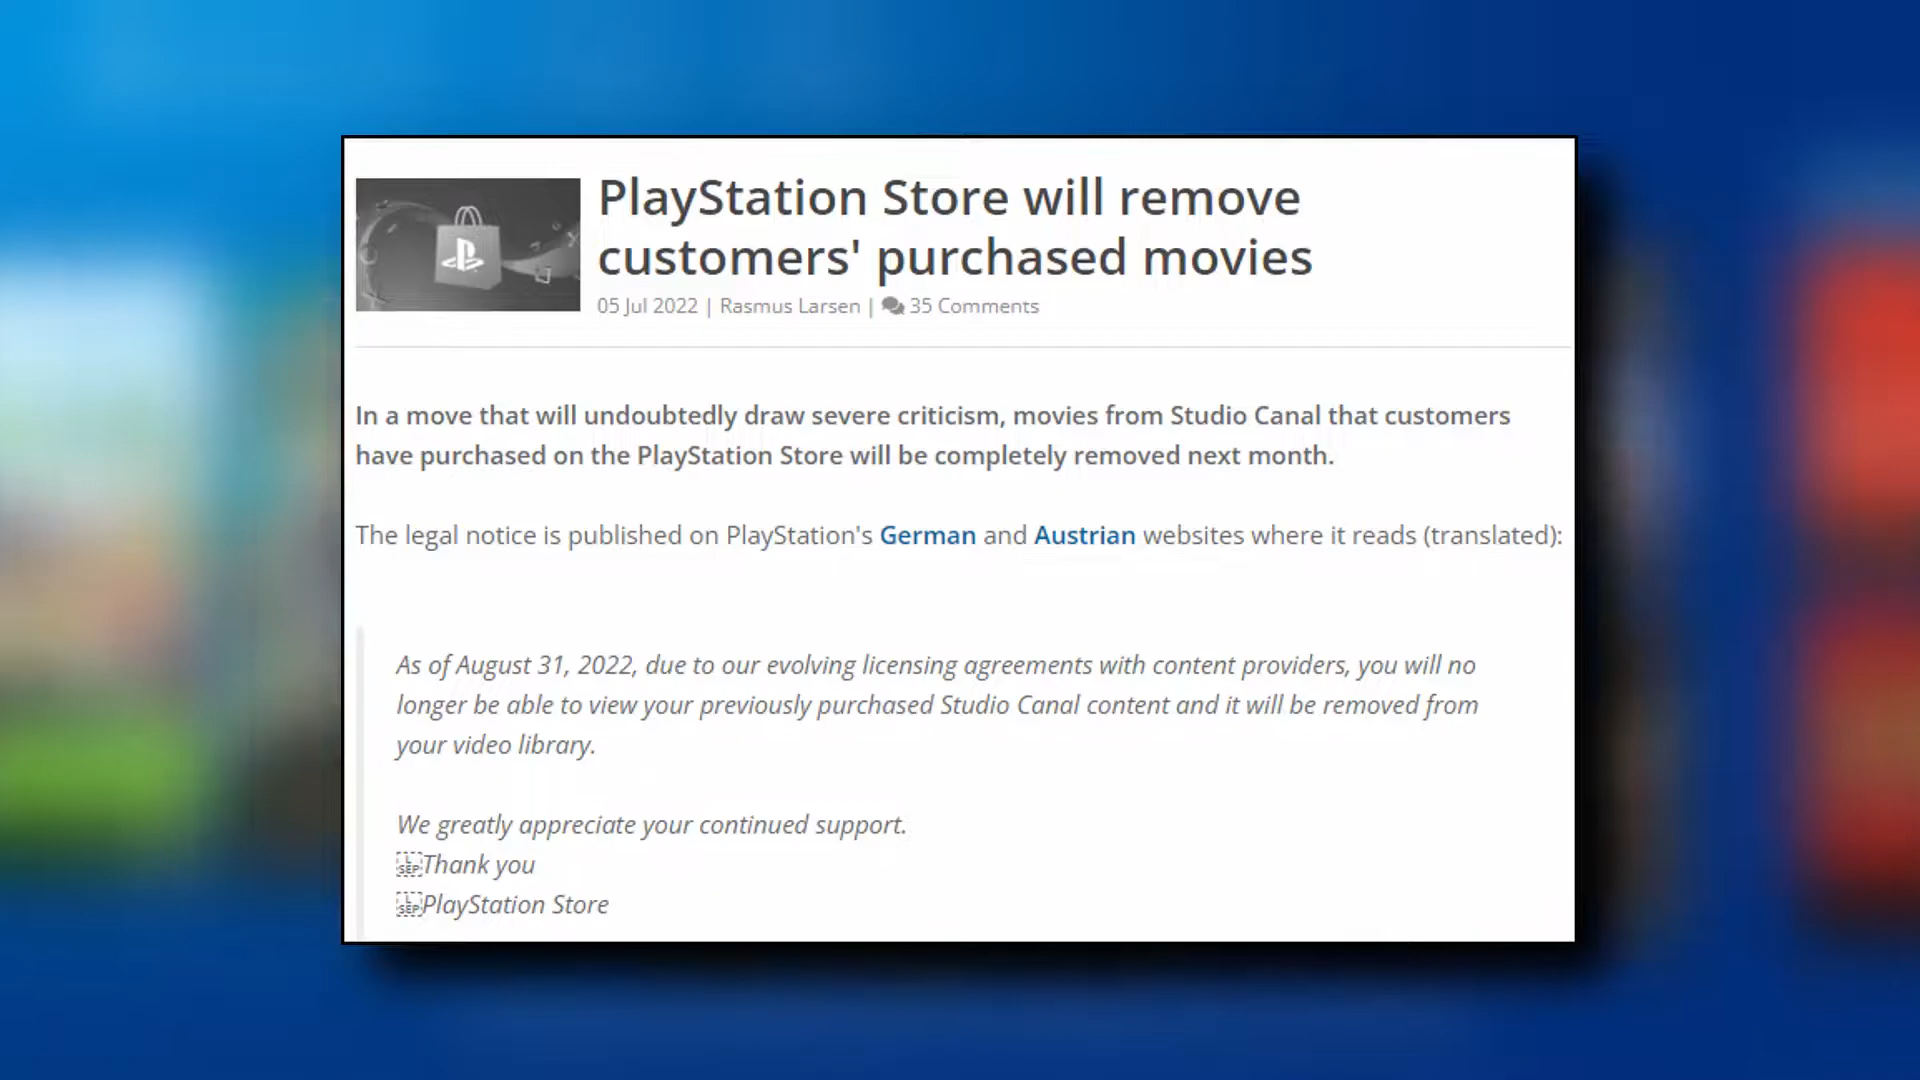 PlayStation Store will remove
customers' purchased movies
05 Jul 2022 | Rasmus Larsen | 35 Comments
In a move that will undoubtedly draw severe criticism, movies from Studio Canal that customers
have purchased on the PlayStation Store will be completely removed next month.
The legal notice is published on PlayStation's German and Austrian websites where it reads (translated):
As of August 31, 2022, due to our evolving licensing agreements with content providers, you will no
longer be able to view your previously purchased Studio Canal content and it will be removed from
your video library.
We greatly appreciate your continued support.
L SEP Thank you
L SEP PlayStation Store